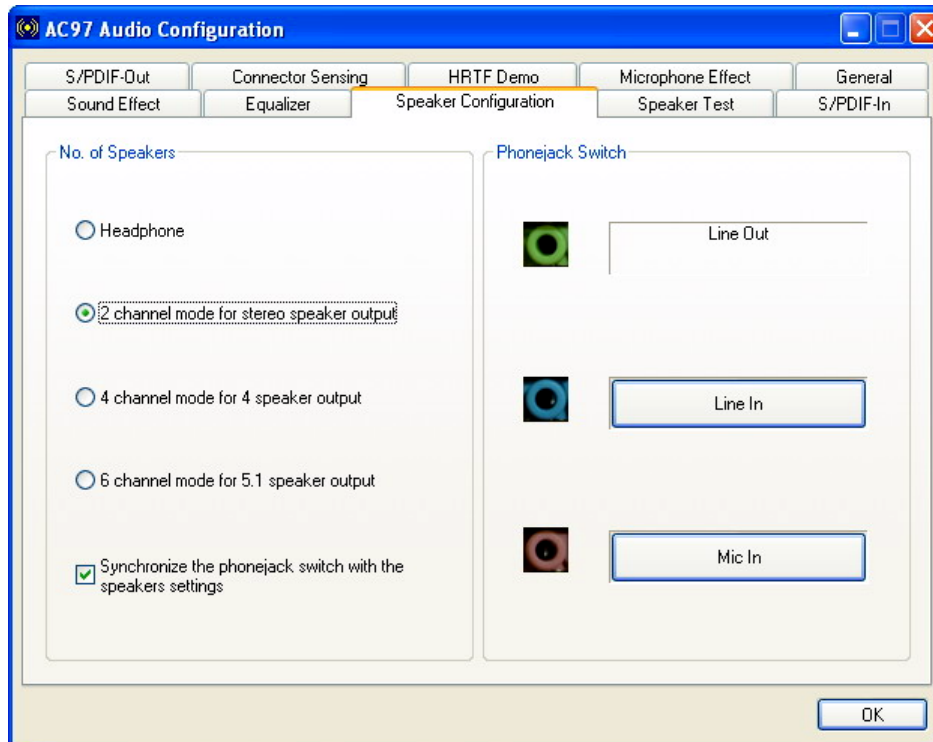 AC97 Audio Configuration
S/PDIF-Out
Connector Sensing
HRTF Demo
Microphone Effect
General
Sound Effect
Equalizer
Speaker Configuration
Speaker Test
S/PDIF-In
No. of Speakers
Headphone
2 channel mode for stereo speaker output
4 channel mode for 4 speaker output
6 channel mode for 5.1 speaker output
Synchronize the phonejack switch with the
speakers settings
Phonejack Switch
Line Out
Line In
Mic In
OK